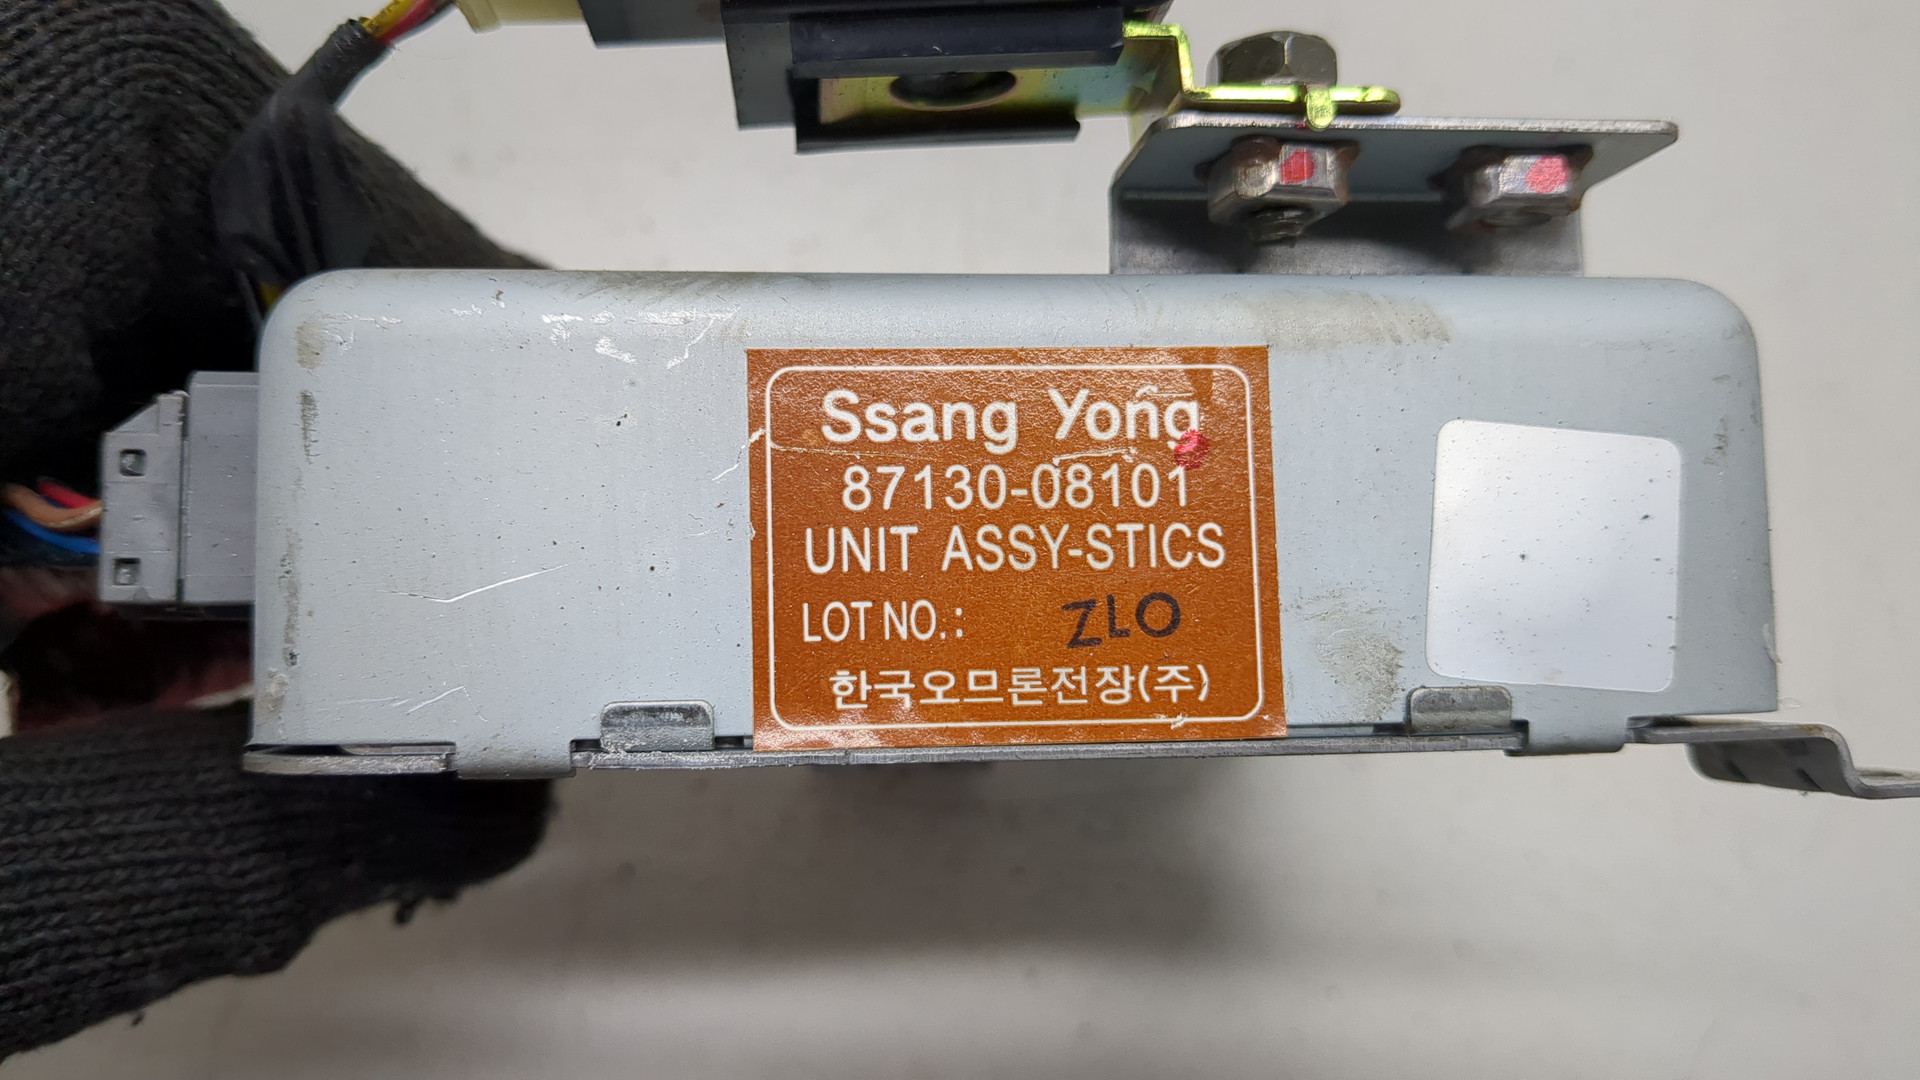 Ssang Yong
87130-08101
UNIT ASSY-STICS
LOT NO.: ZLO
한국오므론전장(주)